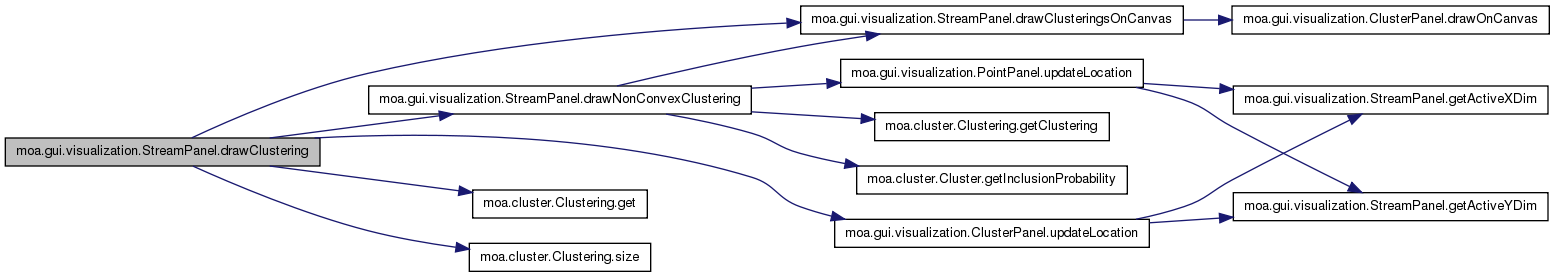 moa.gui.visualization.StreamPanel.drawClusteringsOnCanvas
moa.gui.visualization.ClusterPanel.drawOnCanvas
moa.gui.visualization.PointPanel.updateLocation
moa.gui.visualization.StreamPanel.drawNonConvexClustering
moa.gui.visualization.StreamPanel.getActiveXDim
moa.cluster.Clustering.getClustering
moa.gui.visualization.StreamPanel.drawClustering
moa.cluster.Cluster.getInclusionProbability
moa.cluster.Clustering.get
moa.gui.visualization.StreamPanel.getActiveYDim
moa.gui.visualization.ClusterPanel.updateLocation
moa.cluster.Clustering.size